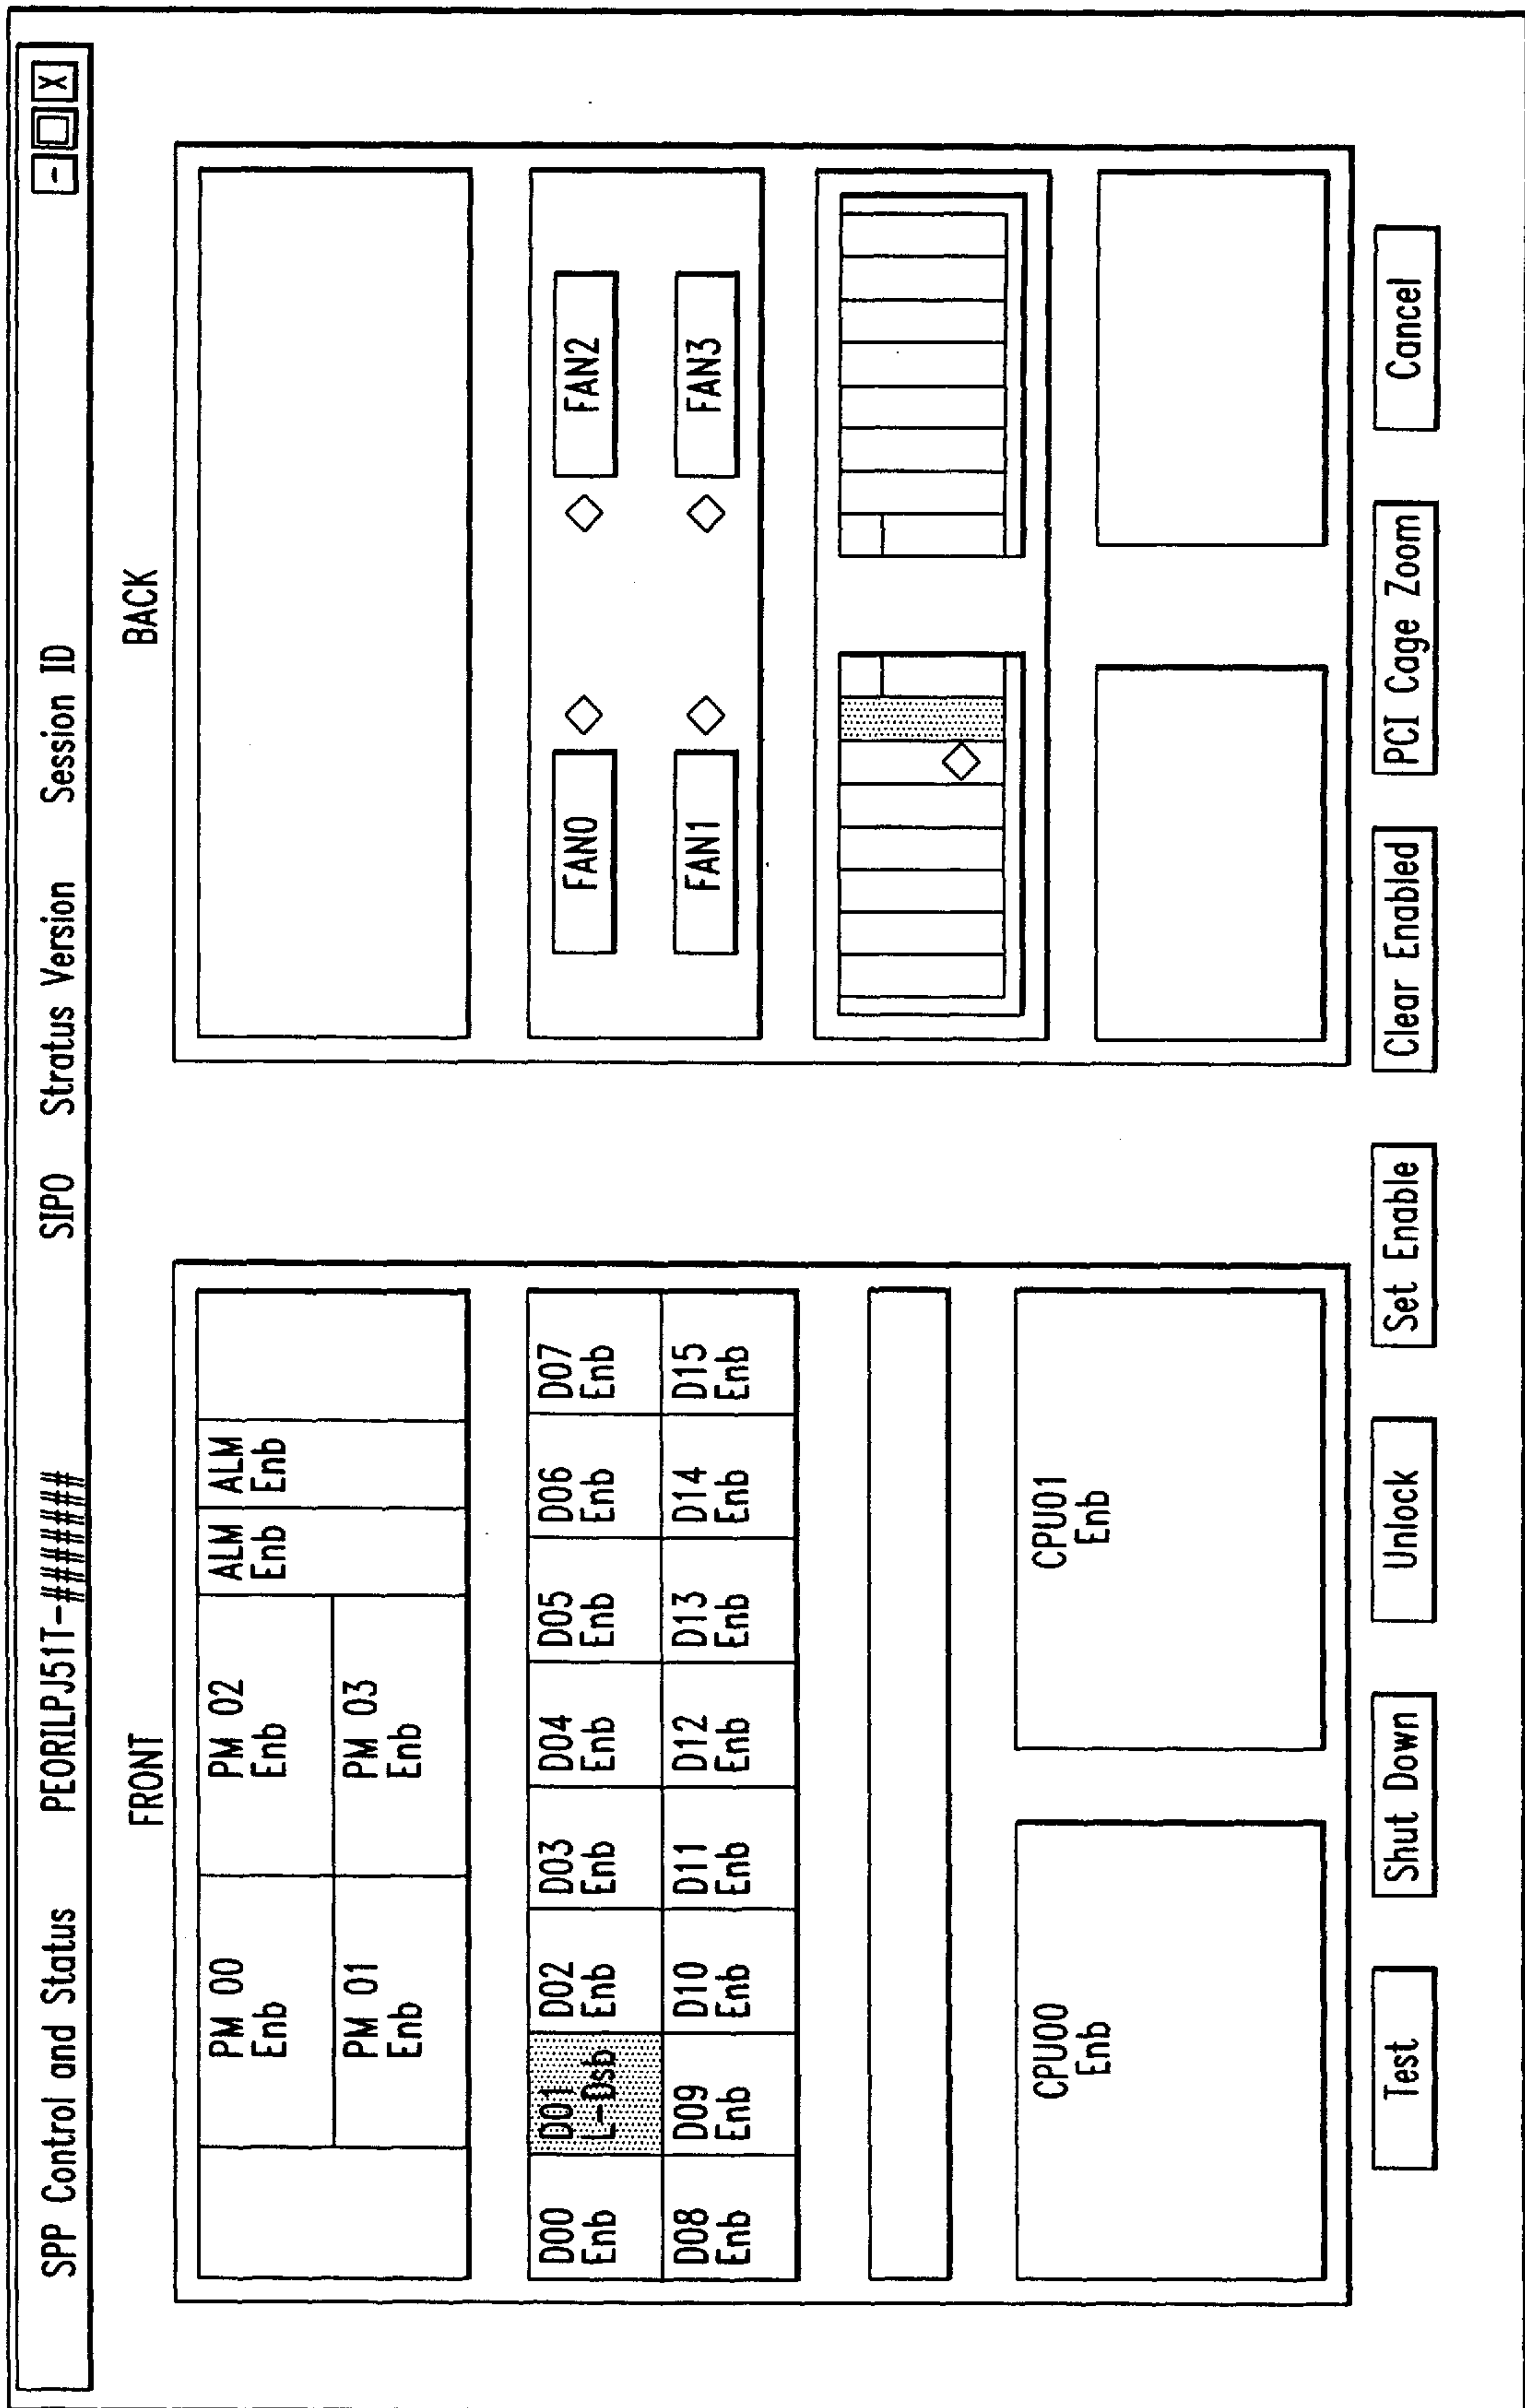 SPP Control and Status PEORILPJ51T-###### SIPO Stratus Version Session ID - X
FRONT
PM 00
Enb
PM 02
Enb
ALM
Enb
ALM
Enb
PM 01
Enb
PM 03
Enb
D00
Enb
D01
L-Dsb
D02
Enb
D03
Enb
D04
Enb
D05
Enb
D06
Enb
D07
Enb
D08
Enb
D09
Enb
D10
Enb
D11
Enb
D12
Enb
D13
Enb
D14
Enb
D15
Enb
CPU00
Enb
CPU01
Enb
BACK
FAN0
FAN2
FAN1
FAN3
Test
Shut Down
Unlock
Set Enable
Clear Enabled
PCI Cage Zoom
Cancel